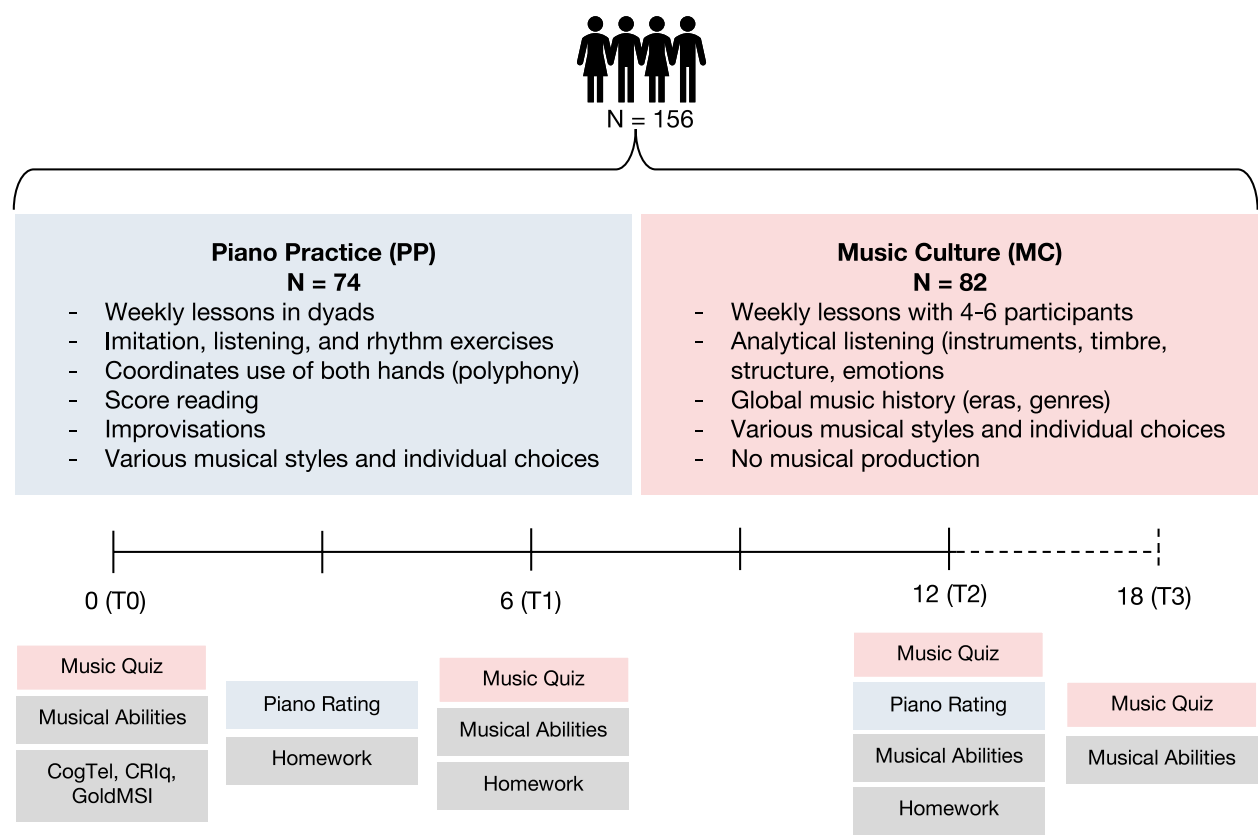 N = 156
Piano Practice (PP)
N = 74
- Weekly lessons in dyads
- Imitation, listening, and rhythm exercises
- Coordinates use of both hands (polyphony)
- Score reading
- Improvisations
- Various musical styles and individual choices
Music Culture (MC)
N = 82
- Weekly lessons with 4-6 participants
- Analytical listening (instruments, timbre,
structure, emotions
- Global music history (eras, genres)
- Various musical styles and individual choices
- No musical production
0 (T0)
6 (T1)
12 (T2)
18 (T3)
Music Quiz
Musical Abilities
CogTel, CRIq,
GoldMSI
Piano Rating
Homework
Music Quiz
Musical Abilities
Homework
Music Quiz
Piano Rating
Musical Abilities
Homework
Music Quiz
Musical Abilities